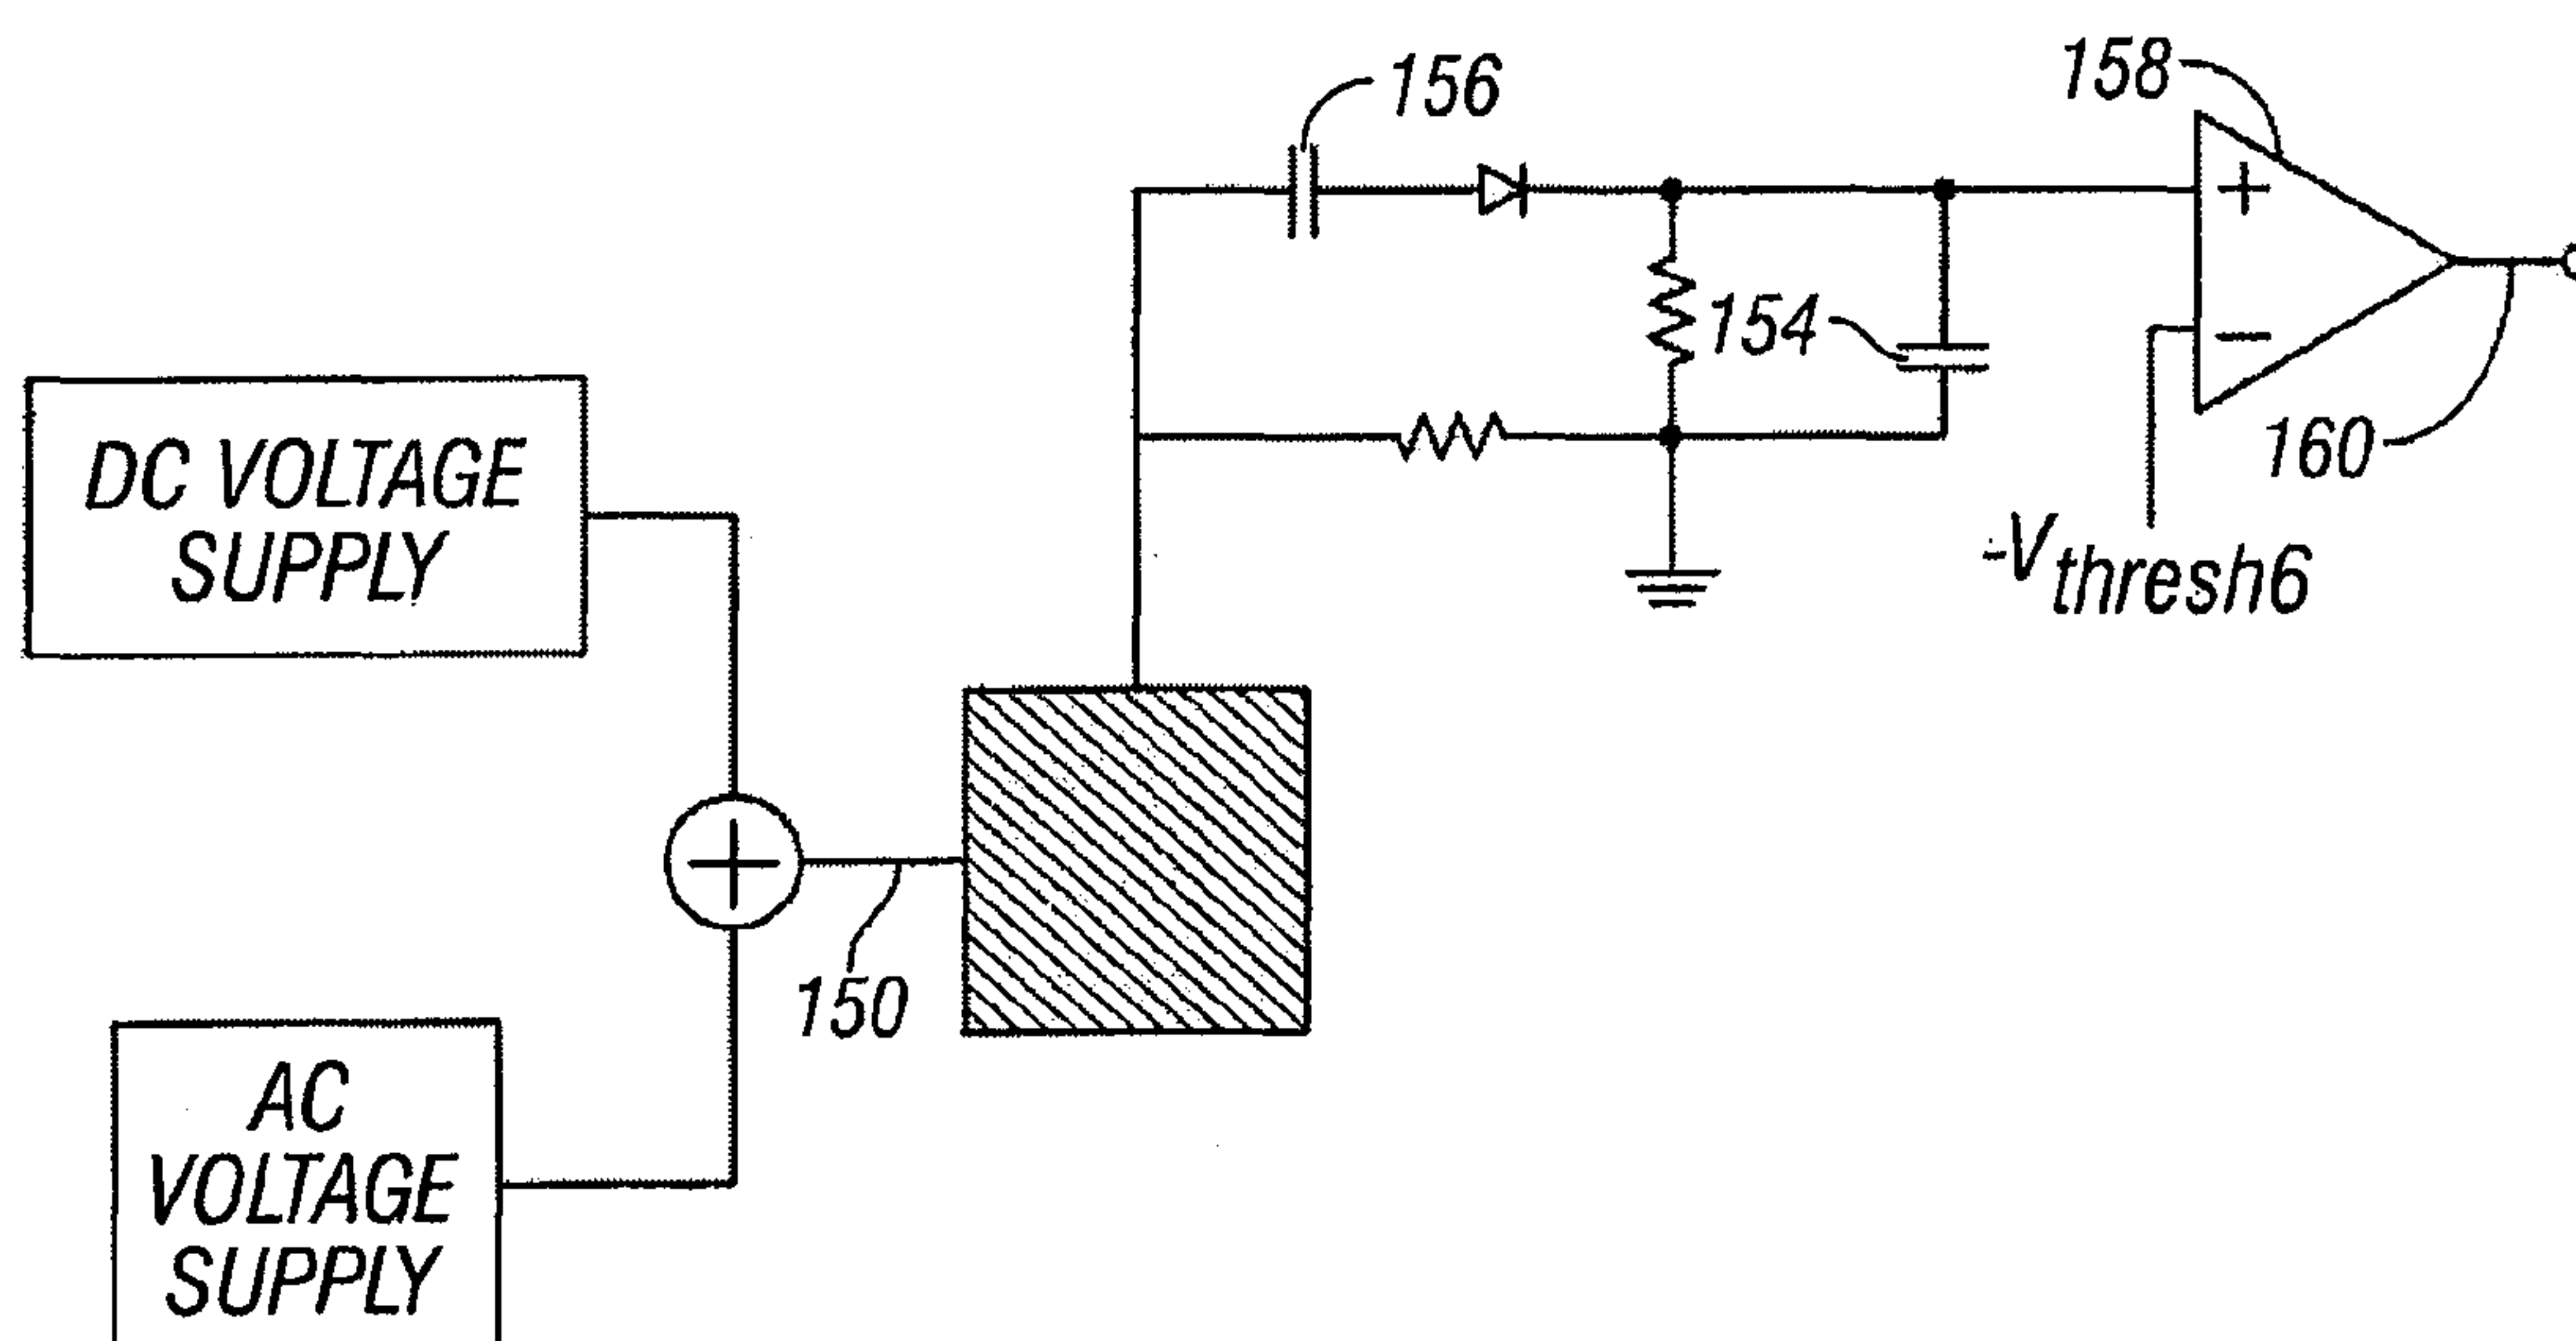 156
158
+
154
−
160
-Vthresh6
DC VOLTAGE
SUPPLY
+
150
AC
VOLTAGE
SUPPLY